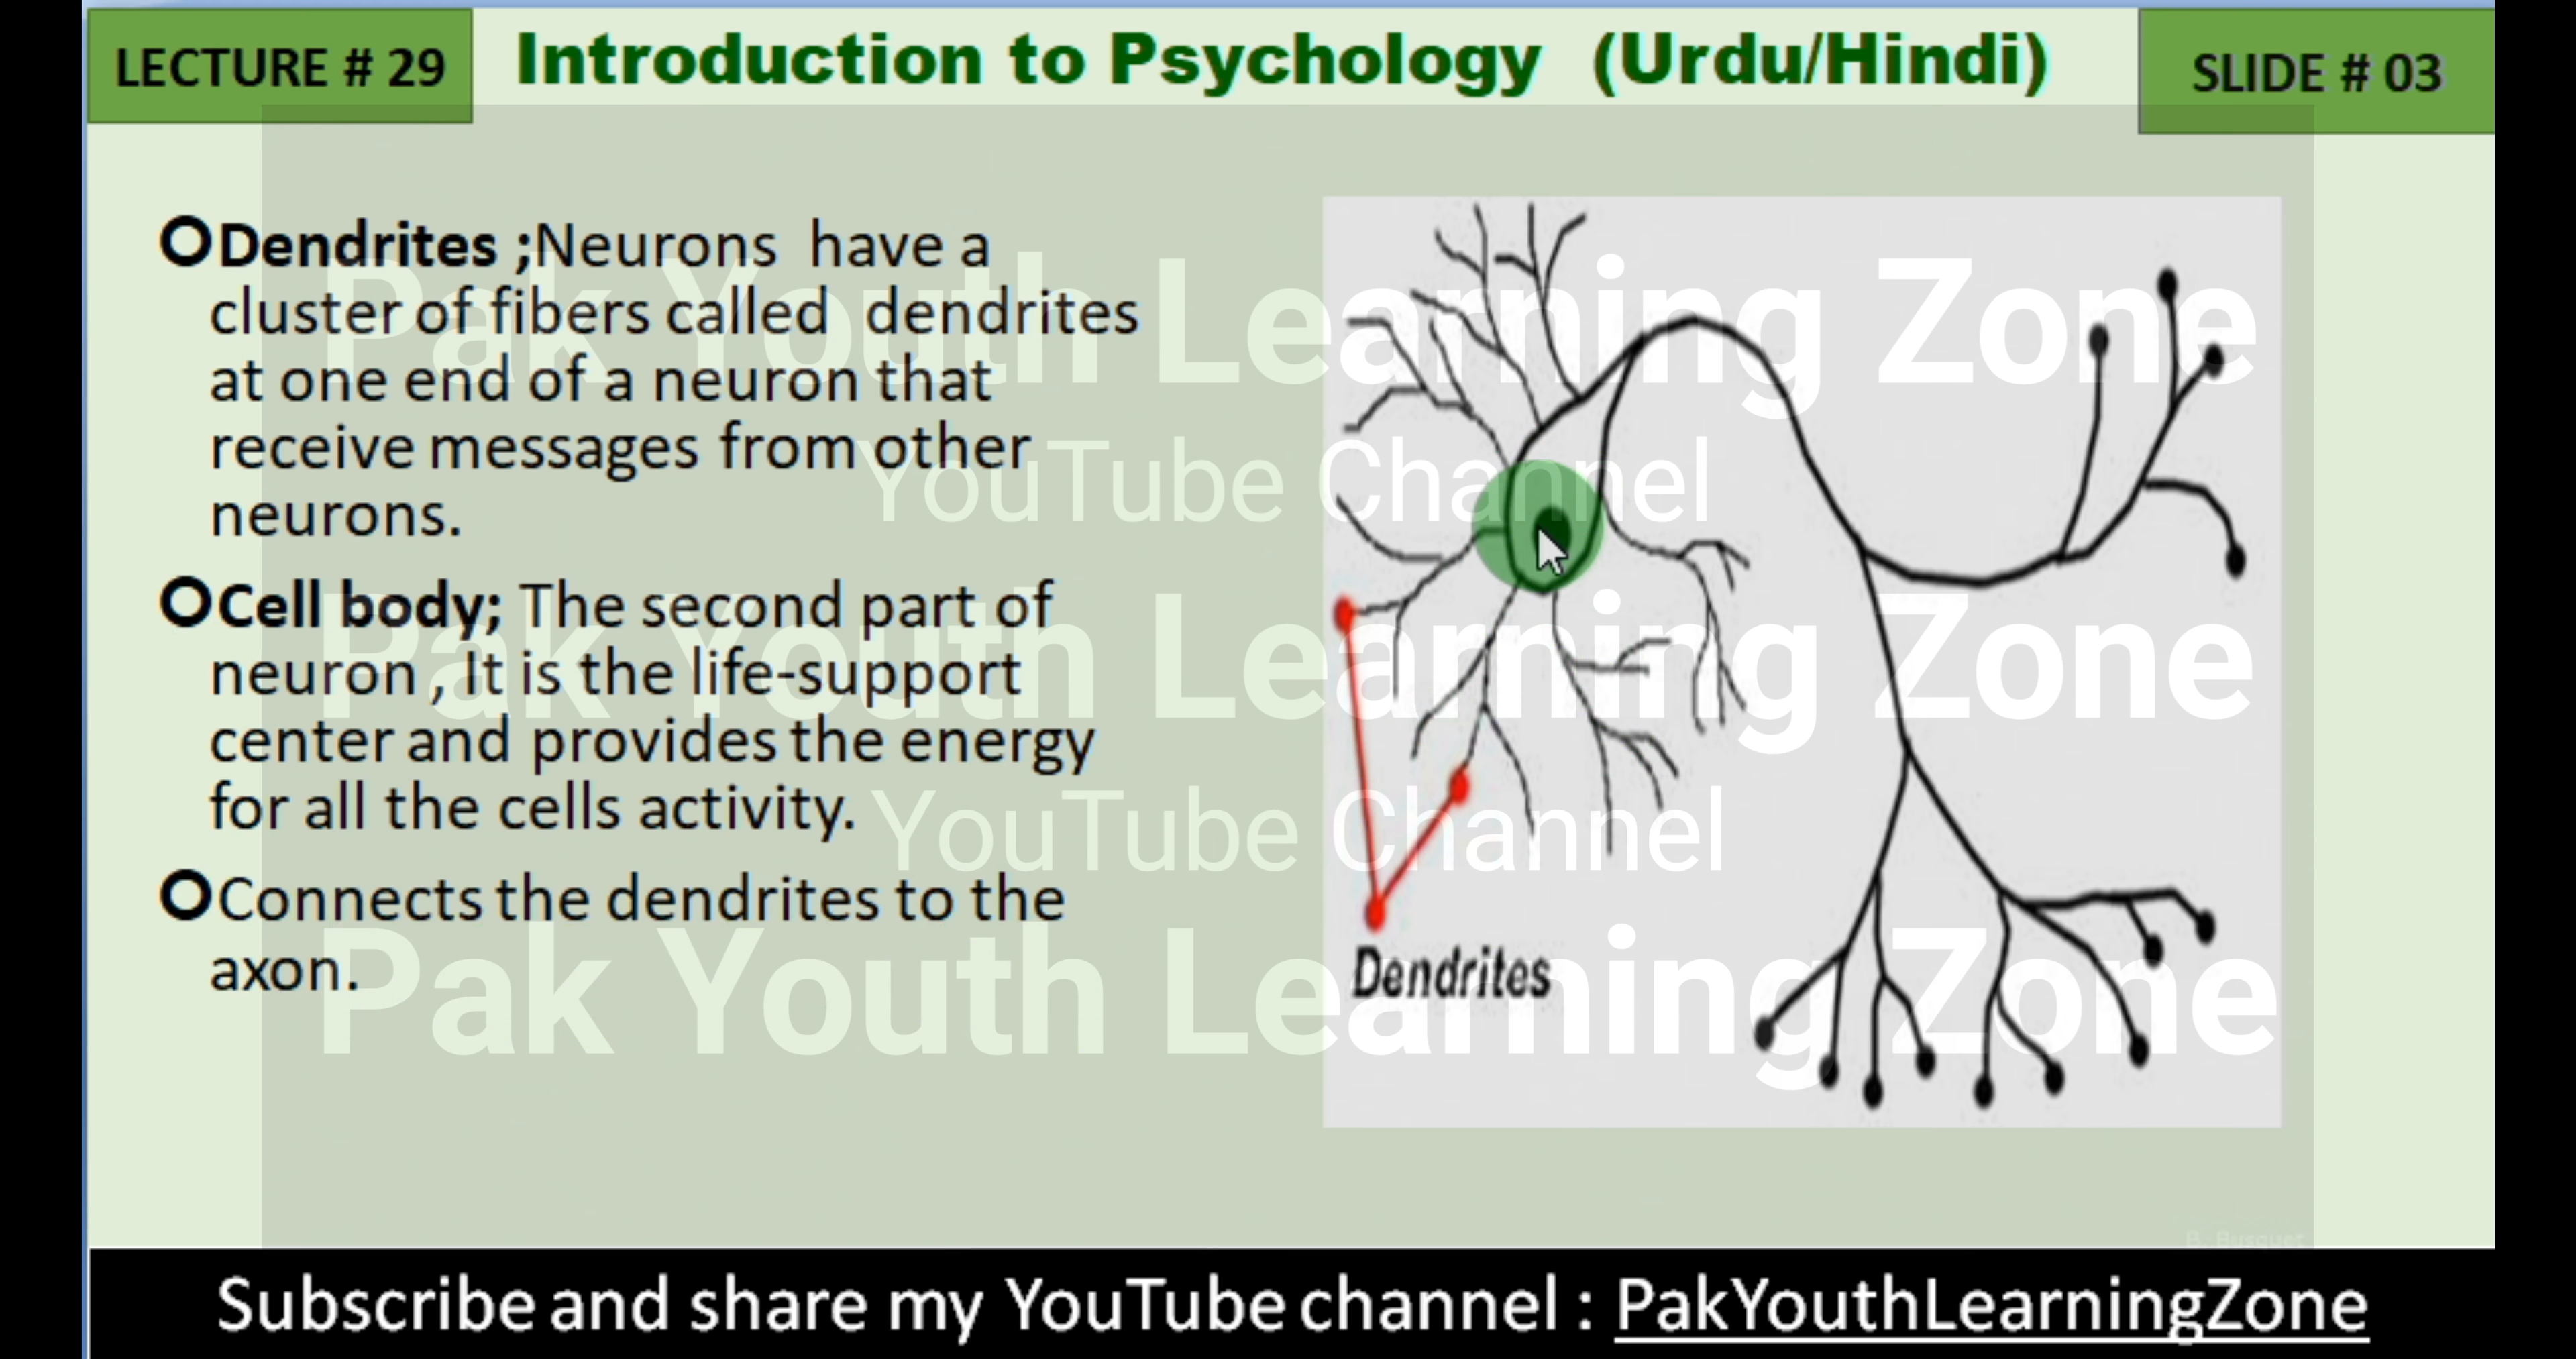 LECTURE # 29
Introduction to Psychology (Urdu/Hindi)
SLIDE # 03
Dendrites ;Neurons have a
cluster of fibers called dendrites
at one end of a neuron that
receive messages from other
neurons.
Cell body; The second part of
neuron , It is the life-support
center and provides the energy
for all the cells activity.
Connects the dendrites to the
axon.
Dendrites
Pak Youth Learning Zone
YouTube Channel
Pak Youth Learning Zone
YouTube Channel
Pak Youth Learning Zone
B. Busquet
Subscribe and share my YouTube channel : PakYouthLearningZone